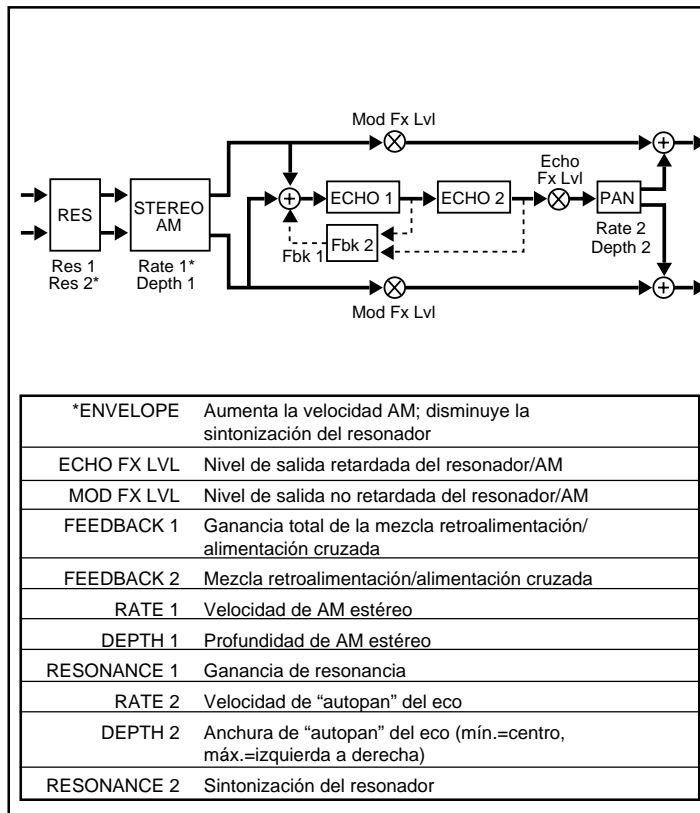 Mod Fx Lvl
Echo
Fx Lvl
RES
STEREO
AM
ECHO 1
ECHO 2
PAN
Fbk 1
Fbk 2
Res 1
Res 2*
Rate 1*
Depth 1
Rate 2
Depth 2
Mod Fx Lvl
*ENVELOPE Aumenta la velocidad AM; disminuye la
sintonización del resonador
ECHO FX LVL Nivel de salida retardada del resonador/AM
MOD FX LVL Nivel de salida no retardada del resonador/AM
FEEDBACK 1 Ganancia total de la mezcla retroalimentación/
alimentación cruzada
FEEDBACK 2 Mezcla retroalimentación/alimentación cruzada
RATE 1 Velocidad de AM estéreo
DEPTH 1 Profundidad de AM estéreo
RESONANCE 1 Ganancia de resonancia
RATE 2 Velocidad de “autopan” del eco
DEPTH 2 Anchura de “autopan” del eco (mín.=centro,
máx.=izquierda a derecha)
RESONANCE 2 Sintonización del resonador